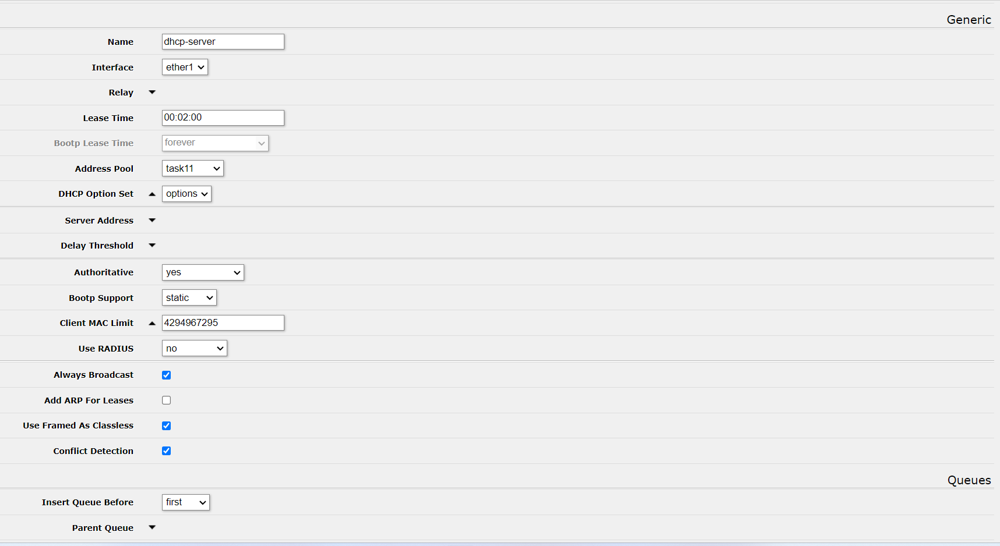 Generic
Name dhcp-server
Interface ether1
Relay
Lease Time 00:02:00
Bootp Lease Time forever
Address Pool task11
DHCP Option Set options
Server Address
Delay Threshold
Authoritative yes
Bootp Support static
Client MAC Limit 4294967295
Use RADIUS no
Always Broadcast
Add ARP For Leases
Use Framed As Classless
Conflict Detection
Queues
Insert Queue Before first
Parent Queue